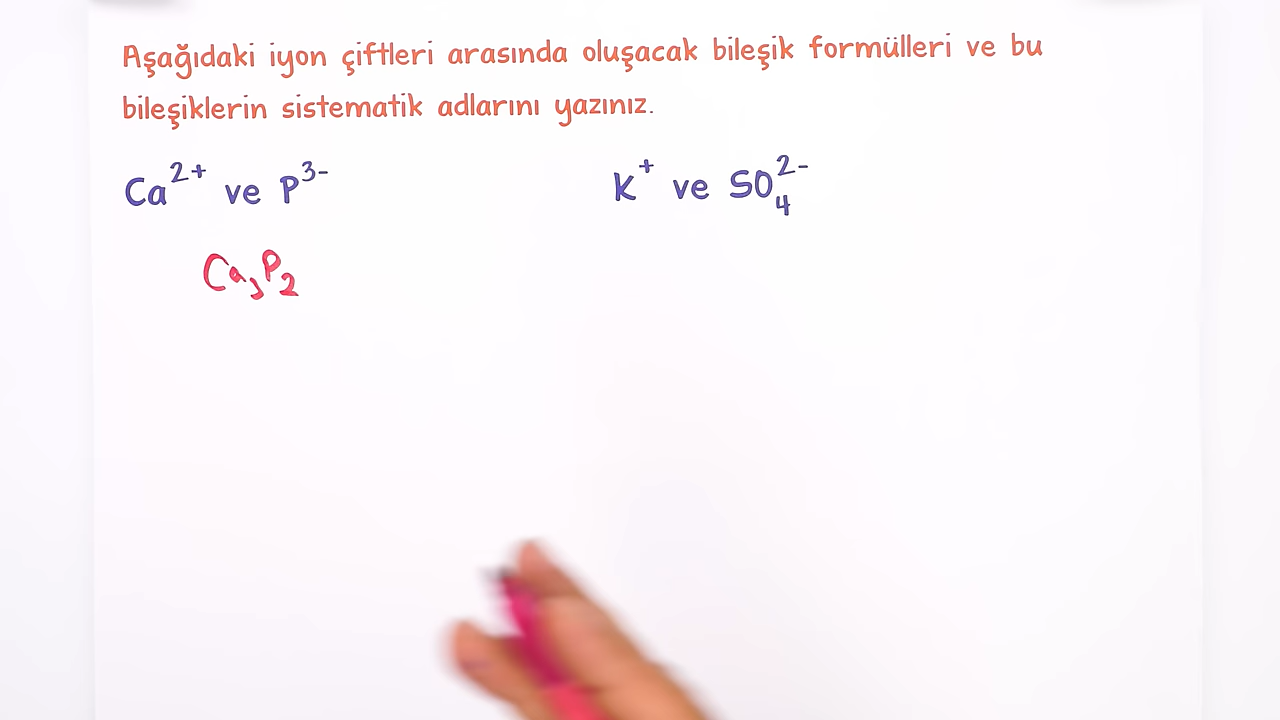 Aşağıdaki iyon çiftleri arasında oluşacak bileşik formülleri ve bu
bileşiklerin sistematik adlarını yazınız.
Ca²⁺ ve P³⁻
K⁺ ve SO₄²⁻
Ca₃P₂